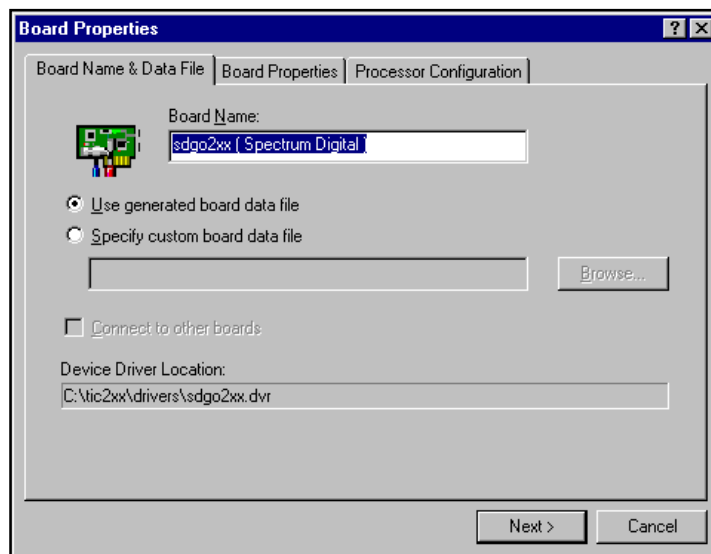 Board Properties
Board Name & Data File Board Properties Processor Configuration
Board Name:
sdgo2xx ( Spectrum Digital )
Use generated board data file
Specify custom board data file
Browse...
Connect to other boards
Device Driver Location:
C:\tic2xx\drivers\sdgo2xx.dvr
Next > Cancel